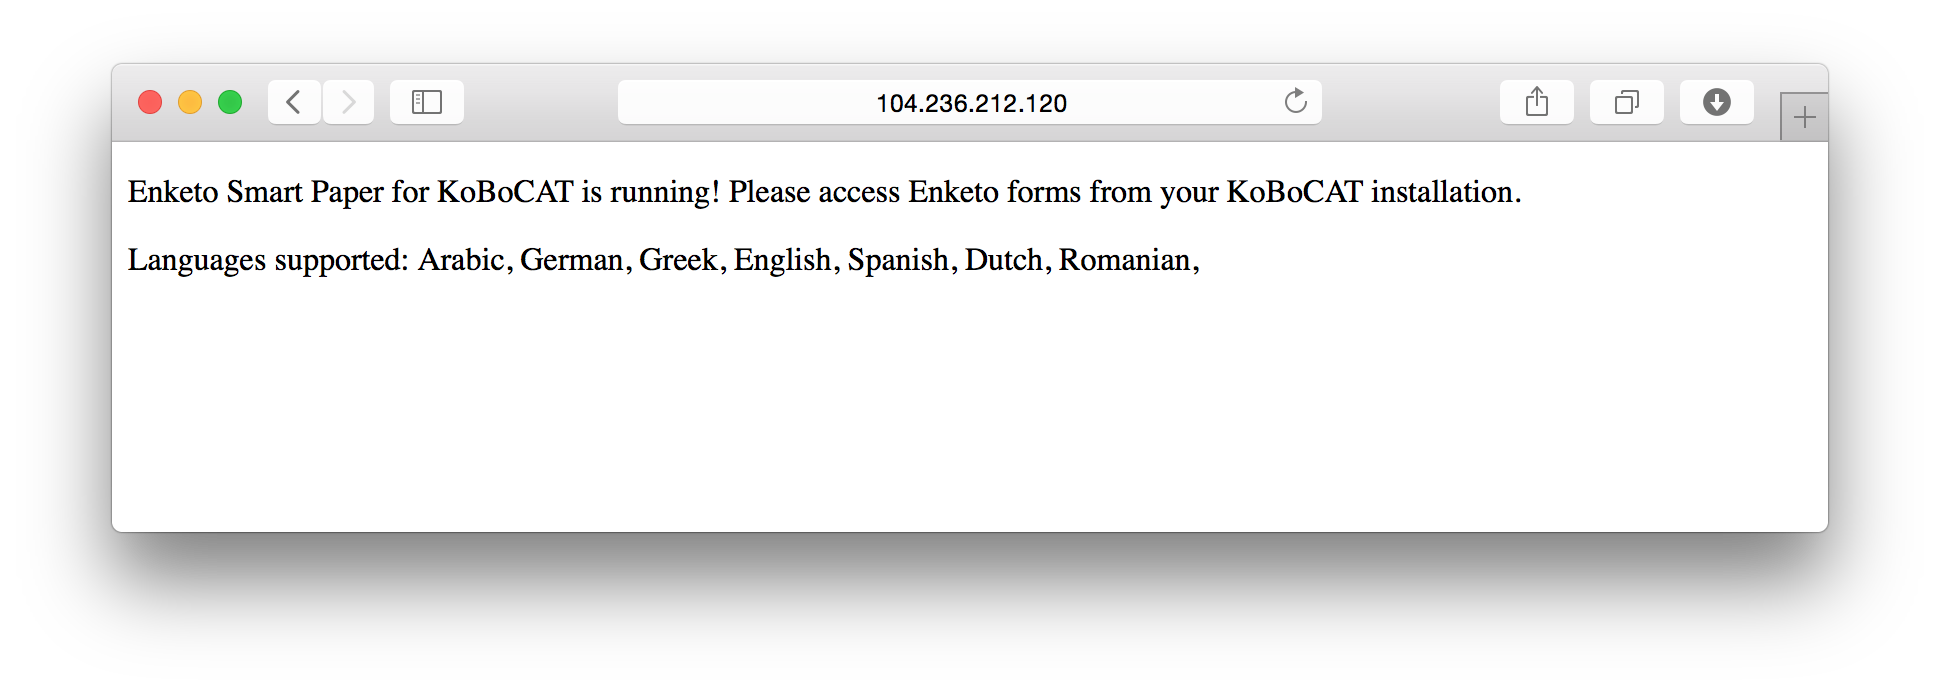 104.236.212.120
Enketo Smart Paper for KoBoCAT is running! Please access Enketo forms from your KoBoCAT installation.
Languages supported: Arabic, German, Greek, English, Spanish, Dutch, Romanian,